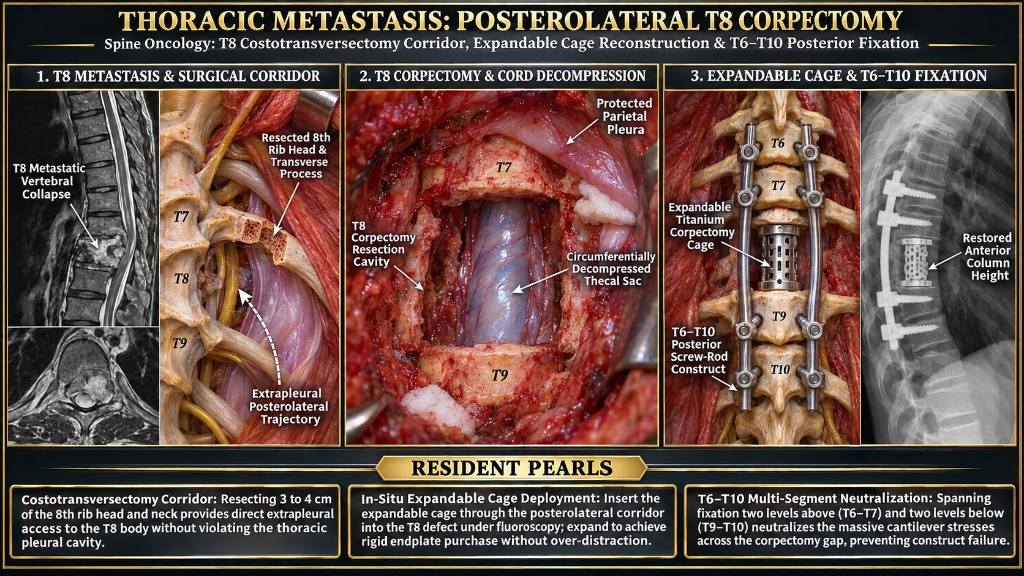 THORACIC METASTASIS: POSTEROLATERAL T8 CORPECTOMY
Spine Oncology: T8 Costotransversectomy Corridor, Expandable Cage Reconstruction & T6–T10 Posterior Fixation
1. T8 METASTASIS & SURGICAL CORRIDOR
T8 Metastatic
Vertebral
Collapse
Resected 8th
Rib Head &
Transverse
Process
T7
T8
T9
Extrapleural
Posterolateral
Trajectory
2. T8 CORPECTOMY & CORD DECOMPRESSION
Protected
Parietal
Pleura
T7
T8
Corpectomy
Resection
Cavity
Circumferentially
Decompressed
Thecal Sac
T9
3. EXPANDABLE CAGE & T6–T10 FIXATION
T6
T7
Expandable
Titanium
Corpectomy
Cage
T9
T6–T10
Posterior
Screw-Rod
Construct
T10
Restored
Anterior
Column
Height
RESIDENT PEARLS
Costotransversectomy Corridor: Resecting 3 to 4 cm
of the 8th rib head and neck provides direct extrapleural
access to the T8 body without violating the thoracic
pleural cavity.
In-Situ Expandable Cage Deployment: Insert the
expandable cage through the posterolateral corridor
into the T8 defect under fluoroscopy; expand to achieve
rigid endplate purchase without over-distraction.
T6–T10 Multi-Segment Neutralization: Spanning
fixation two levels above (T6–T7) and two levels below
(T9–T10) neutralizes the massive cantilever stresses
across the corpectomy gap, preventing construct failure.